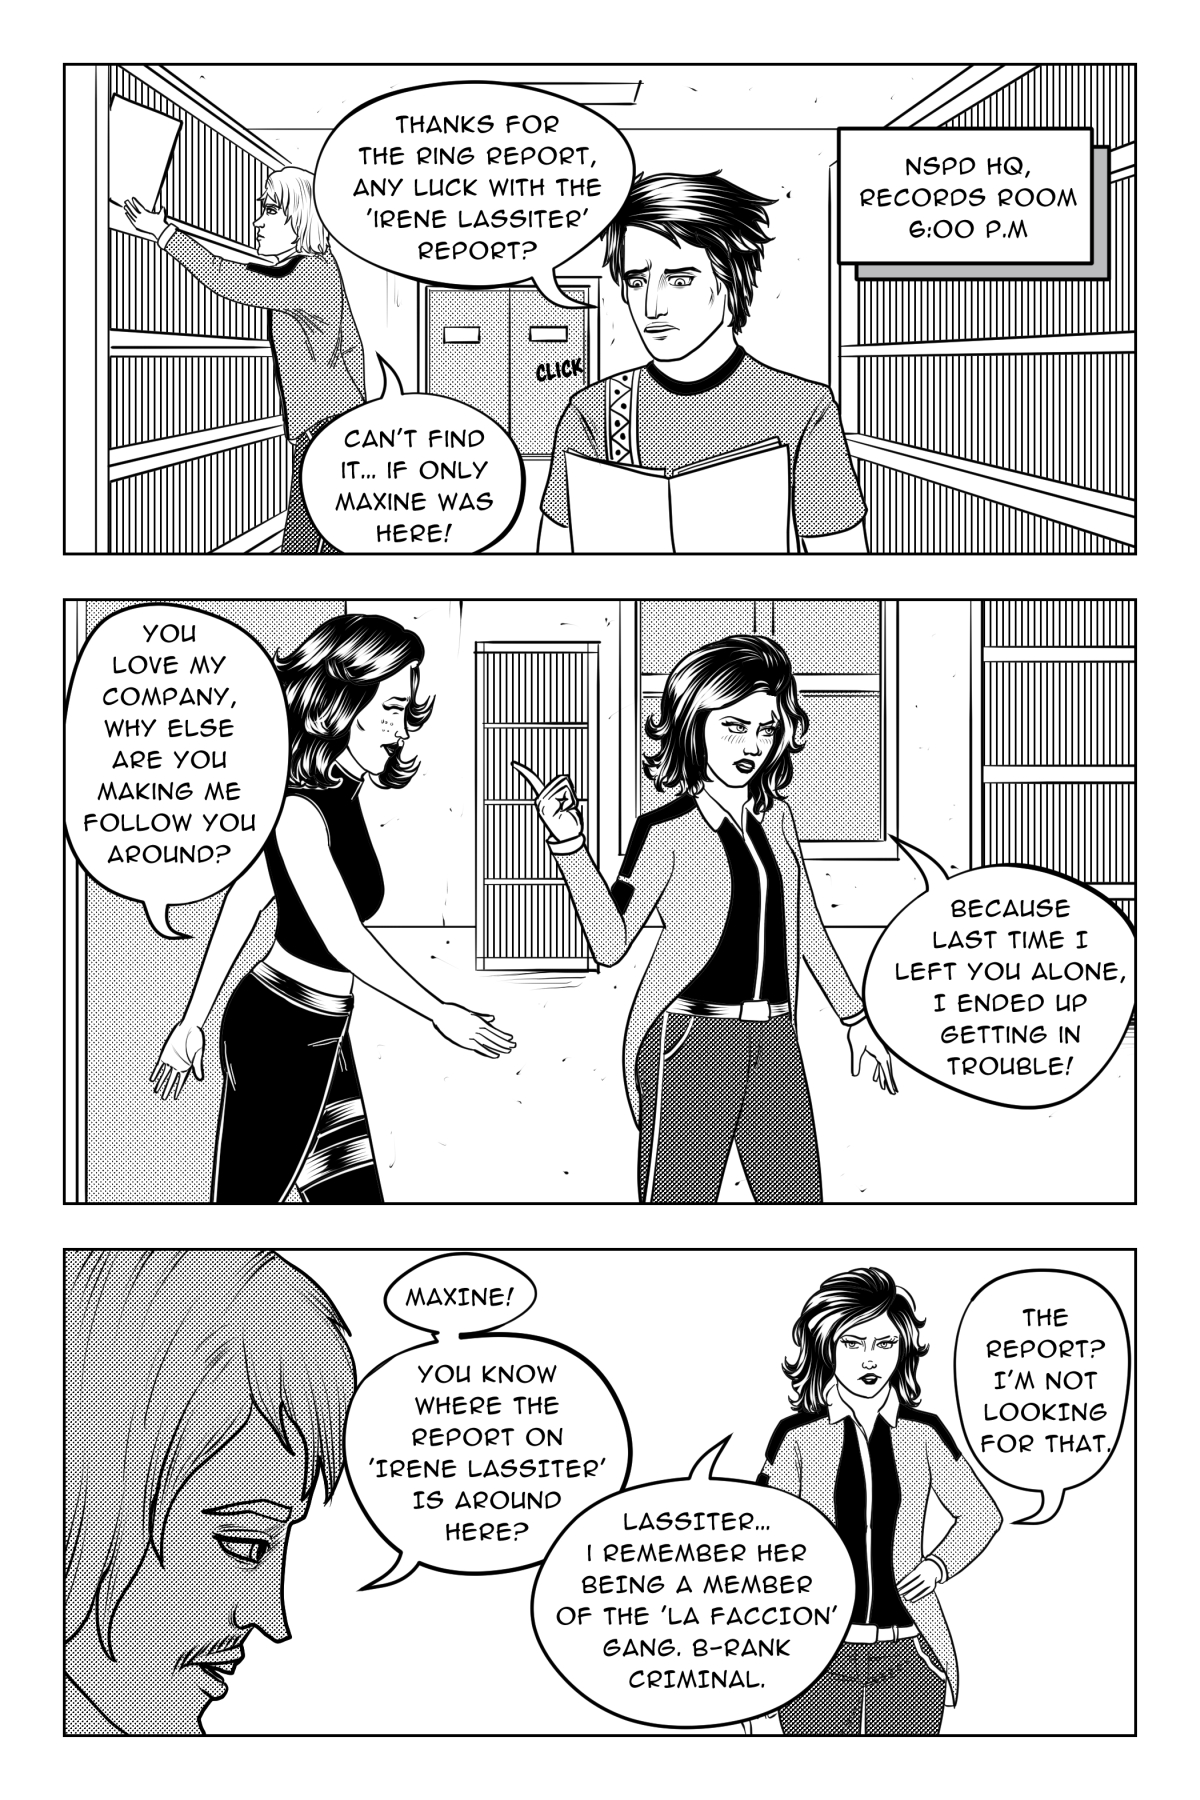 THANKS FOR
THE RING REPORT,
ANY LUCK WITH THE
'IRENE LASSITER'
REPORT?
NSPD HQ,
RECORDS ROOM
6:00 P.M
CLICK
CAN'T FIND
IT... IF ONLY
MAXINE WAS
HERE!
YOU
LOVE MY
COMPANY,
WHY ELSE
ARE YOU
MAKING ME
FOLLOW YOU
AROUND?
BECAUSE
LAST TIME I
LEFT YOU ALONE,
I ENDED UP
GETTING IN
TROUBLE!
MAXINE!
YOU KNOW
WHERE THE
REPORT ON
'IRENE LASSITER'
IS AROUND
HERE?
THE
REPORT?
I'M NOT
LOOKING
FOR THAT.
LASSITER...
I REMEMBER HER
BEING A MEMBER
OF THE 'LA FACCION'
GANG. B-RANK
CRIMINAL.